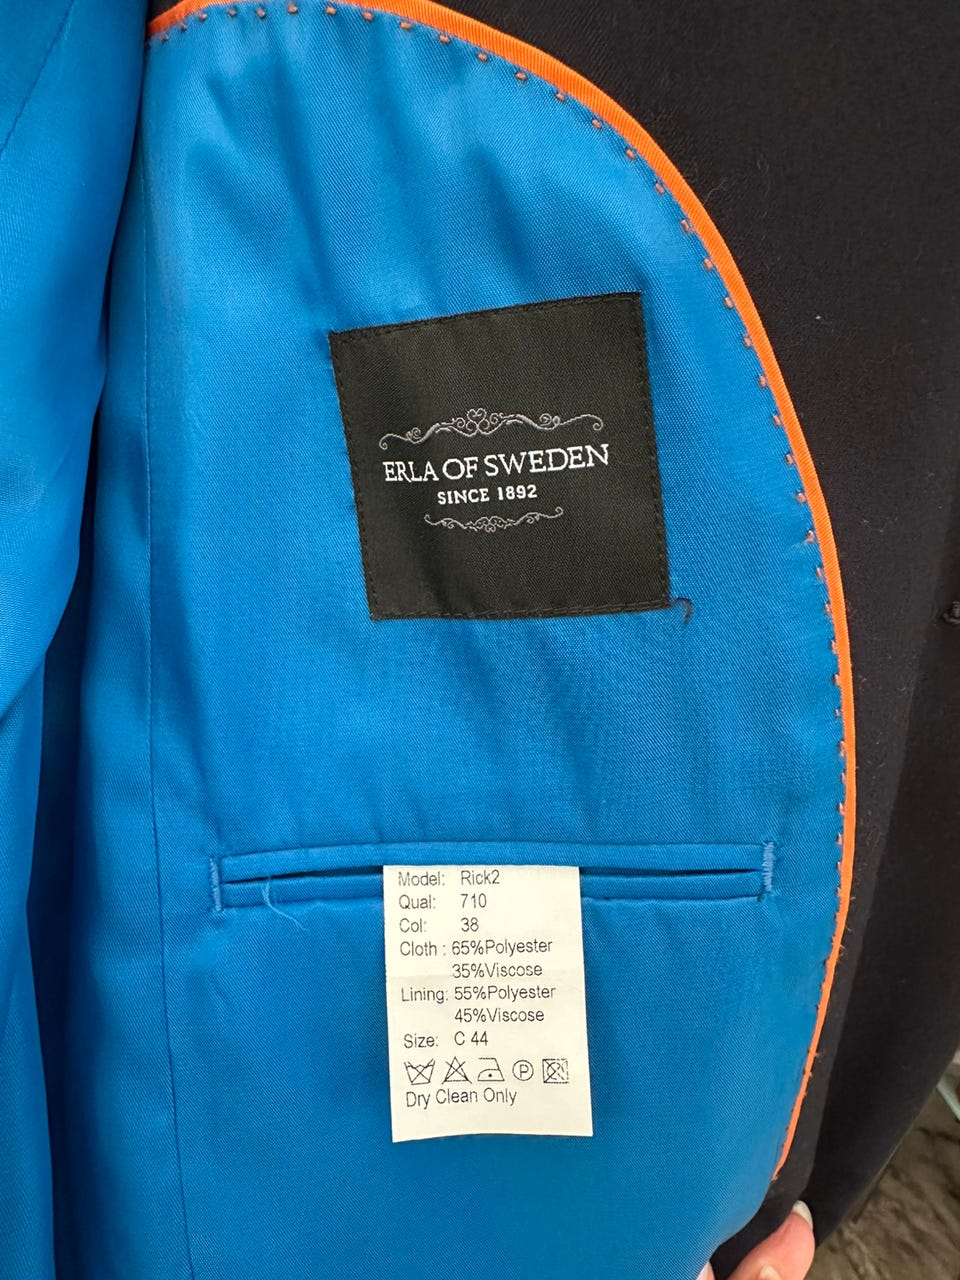 ERLA OF SWEDEN
SINCE 1892
Model: Rick2
Qual: 710
Col: 38
Cloth : 65%Polyester
35%Viscose
Lining: 55%Polyester
45%Viscose
Size: C 44
P
Dry Clean Only